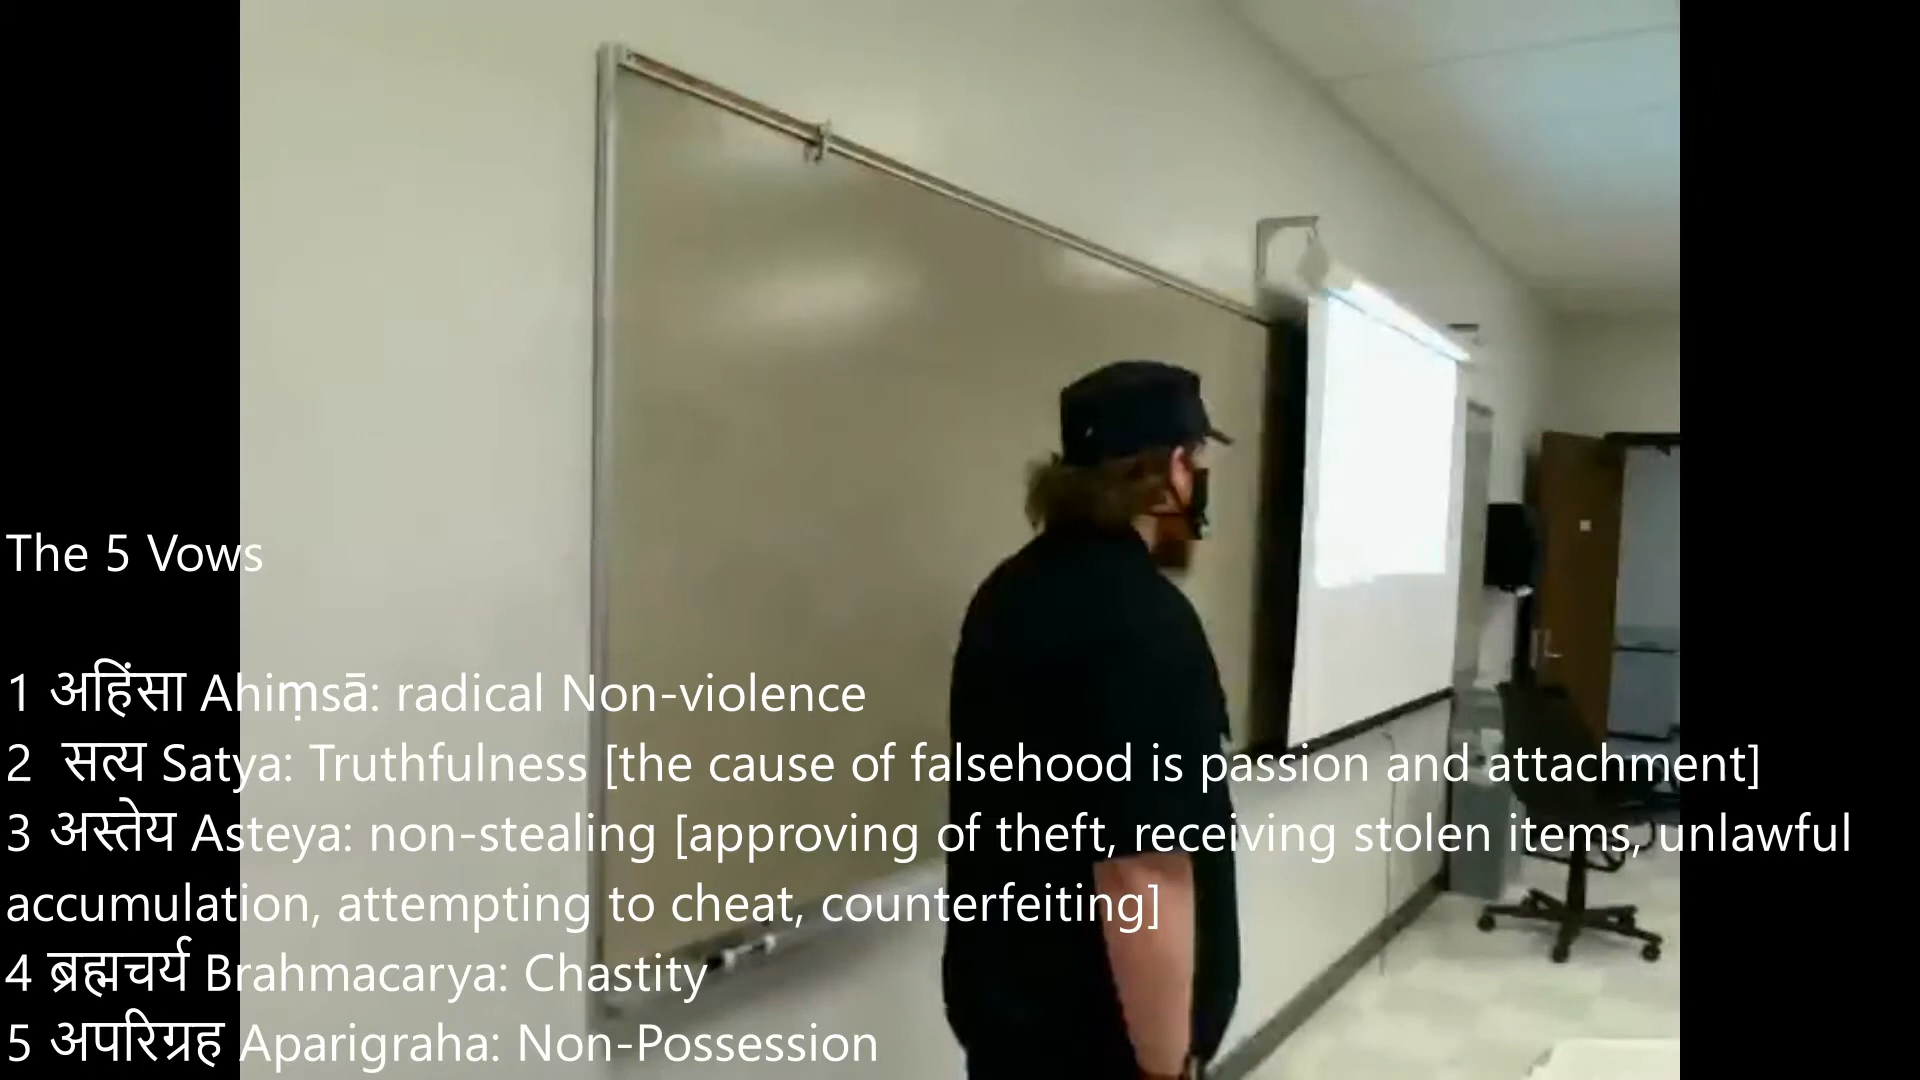 The 5 Vows
1 अहिंसा Ahiṃsā: radical Non-violence
2 सत्य Satya: Truthfulness [the cause of falsehood is passion and attachment]
3 अस्तेय Asteya: non-stealing [approving of theft, receiving stolen items, unlawful
accumulation, attempting to cheat, counterfeiting]
4 ब्रह्मचर्य Brahmacarya: Chastity
5 अपरिग्रह Aparigraha: Non-Possession